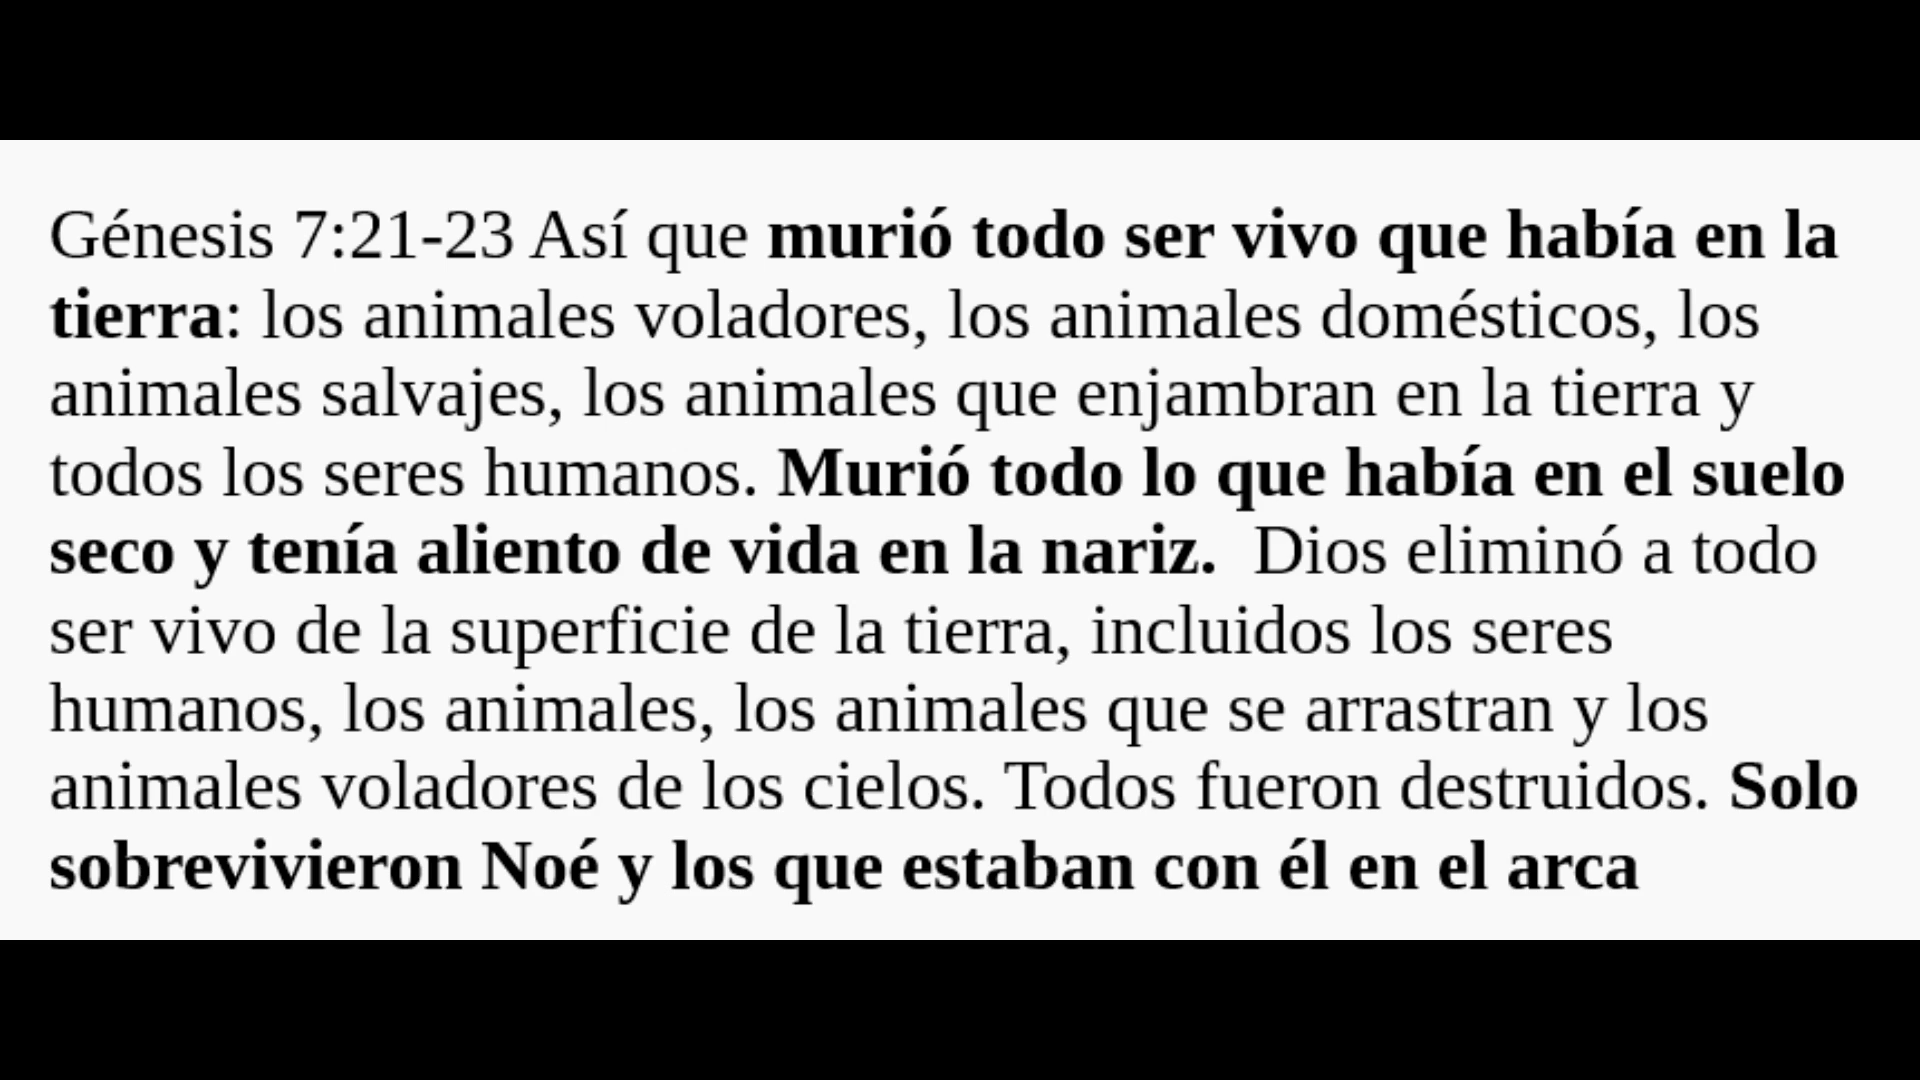 Génesis 7:21-23 Así que murió todo ser vivo que había en la
tierra: los animales voladores, los animales domésticos, los
animales salvajes, los animales que enjambran en la tierra y
todos los seres humanos. Murió todo lo que había en el suelo
seco y tenía aliento de vida en la nariz.  Dios eliminó a todo
ser vivo de la superficie de la tierra, incluidos los seres
humanos, los animales, los animales que se arrastran y los
animales voladores de los cielos. Todos fueron destruidos. Solo
sobrevivieron Noé y los que estaban con él en el arca